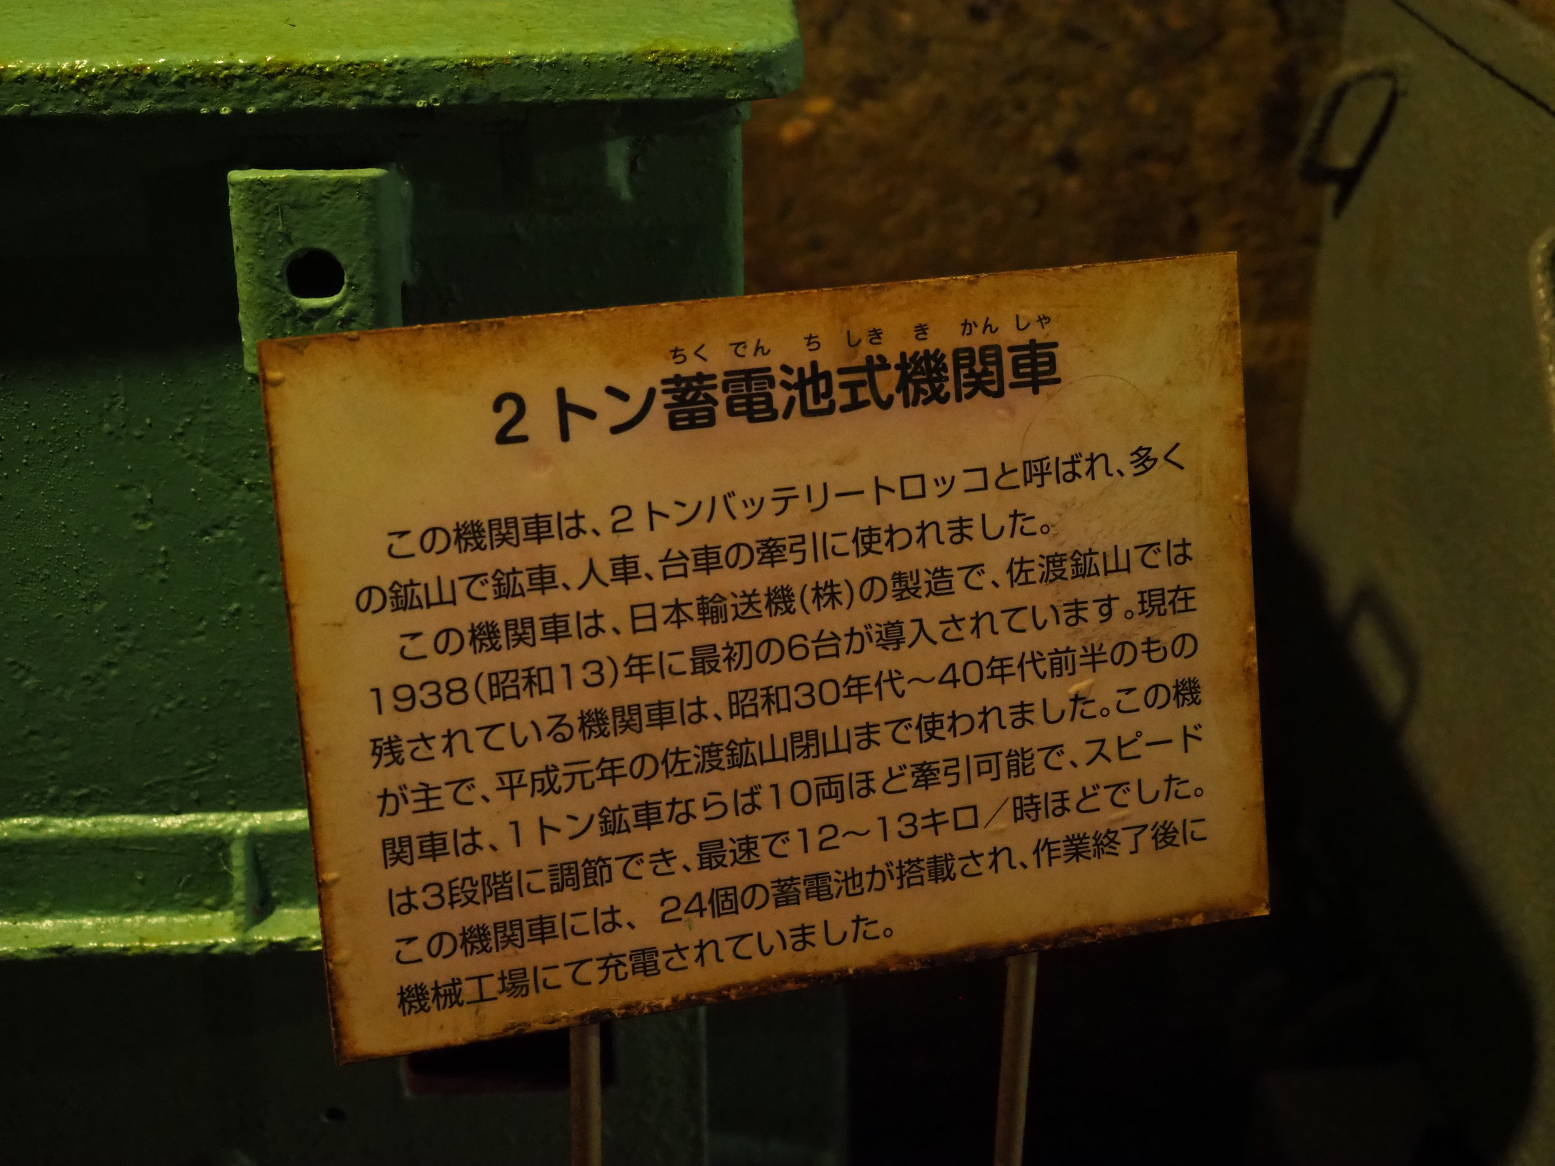 ちく でん ち しき き かん しゃ
2トン蓄電池式機関車
この機関車は、2トンバッテリートロッコと呼ばれ、多く
の鉱山で鉱車、人車、台車の牽引に使われました。
この機関車は、日本輸送機(株)の製造で、佐渡鉱山では
1938(昭和13)年に最初の6台が導入されています。現在
残されている機関車は、昭和30年代～40年代前半のもの
が主で、平成元年の佐渡鉱山閉山まで使われました。この機
関車は、1トン鉱車ならば10両ほど牽引可能で、スピード
は3段階に調節でき、最速で12～13キロ／時ほどでした。
この機関車には、24個の蓄電池が搭載され、作業終了後に
機械工場にて充電されていました。